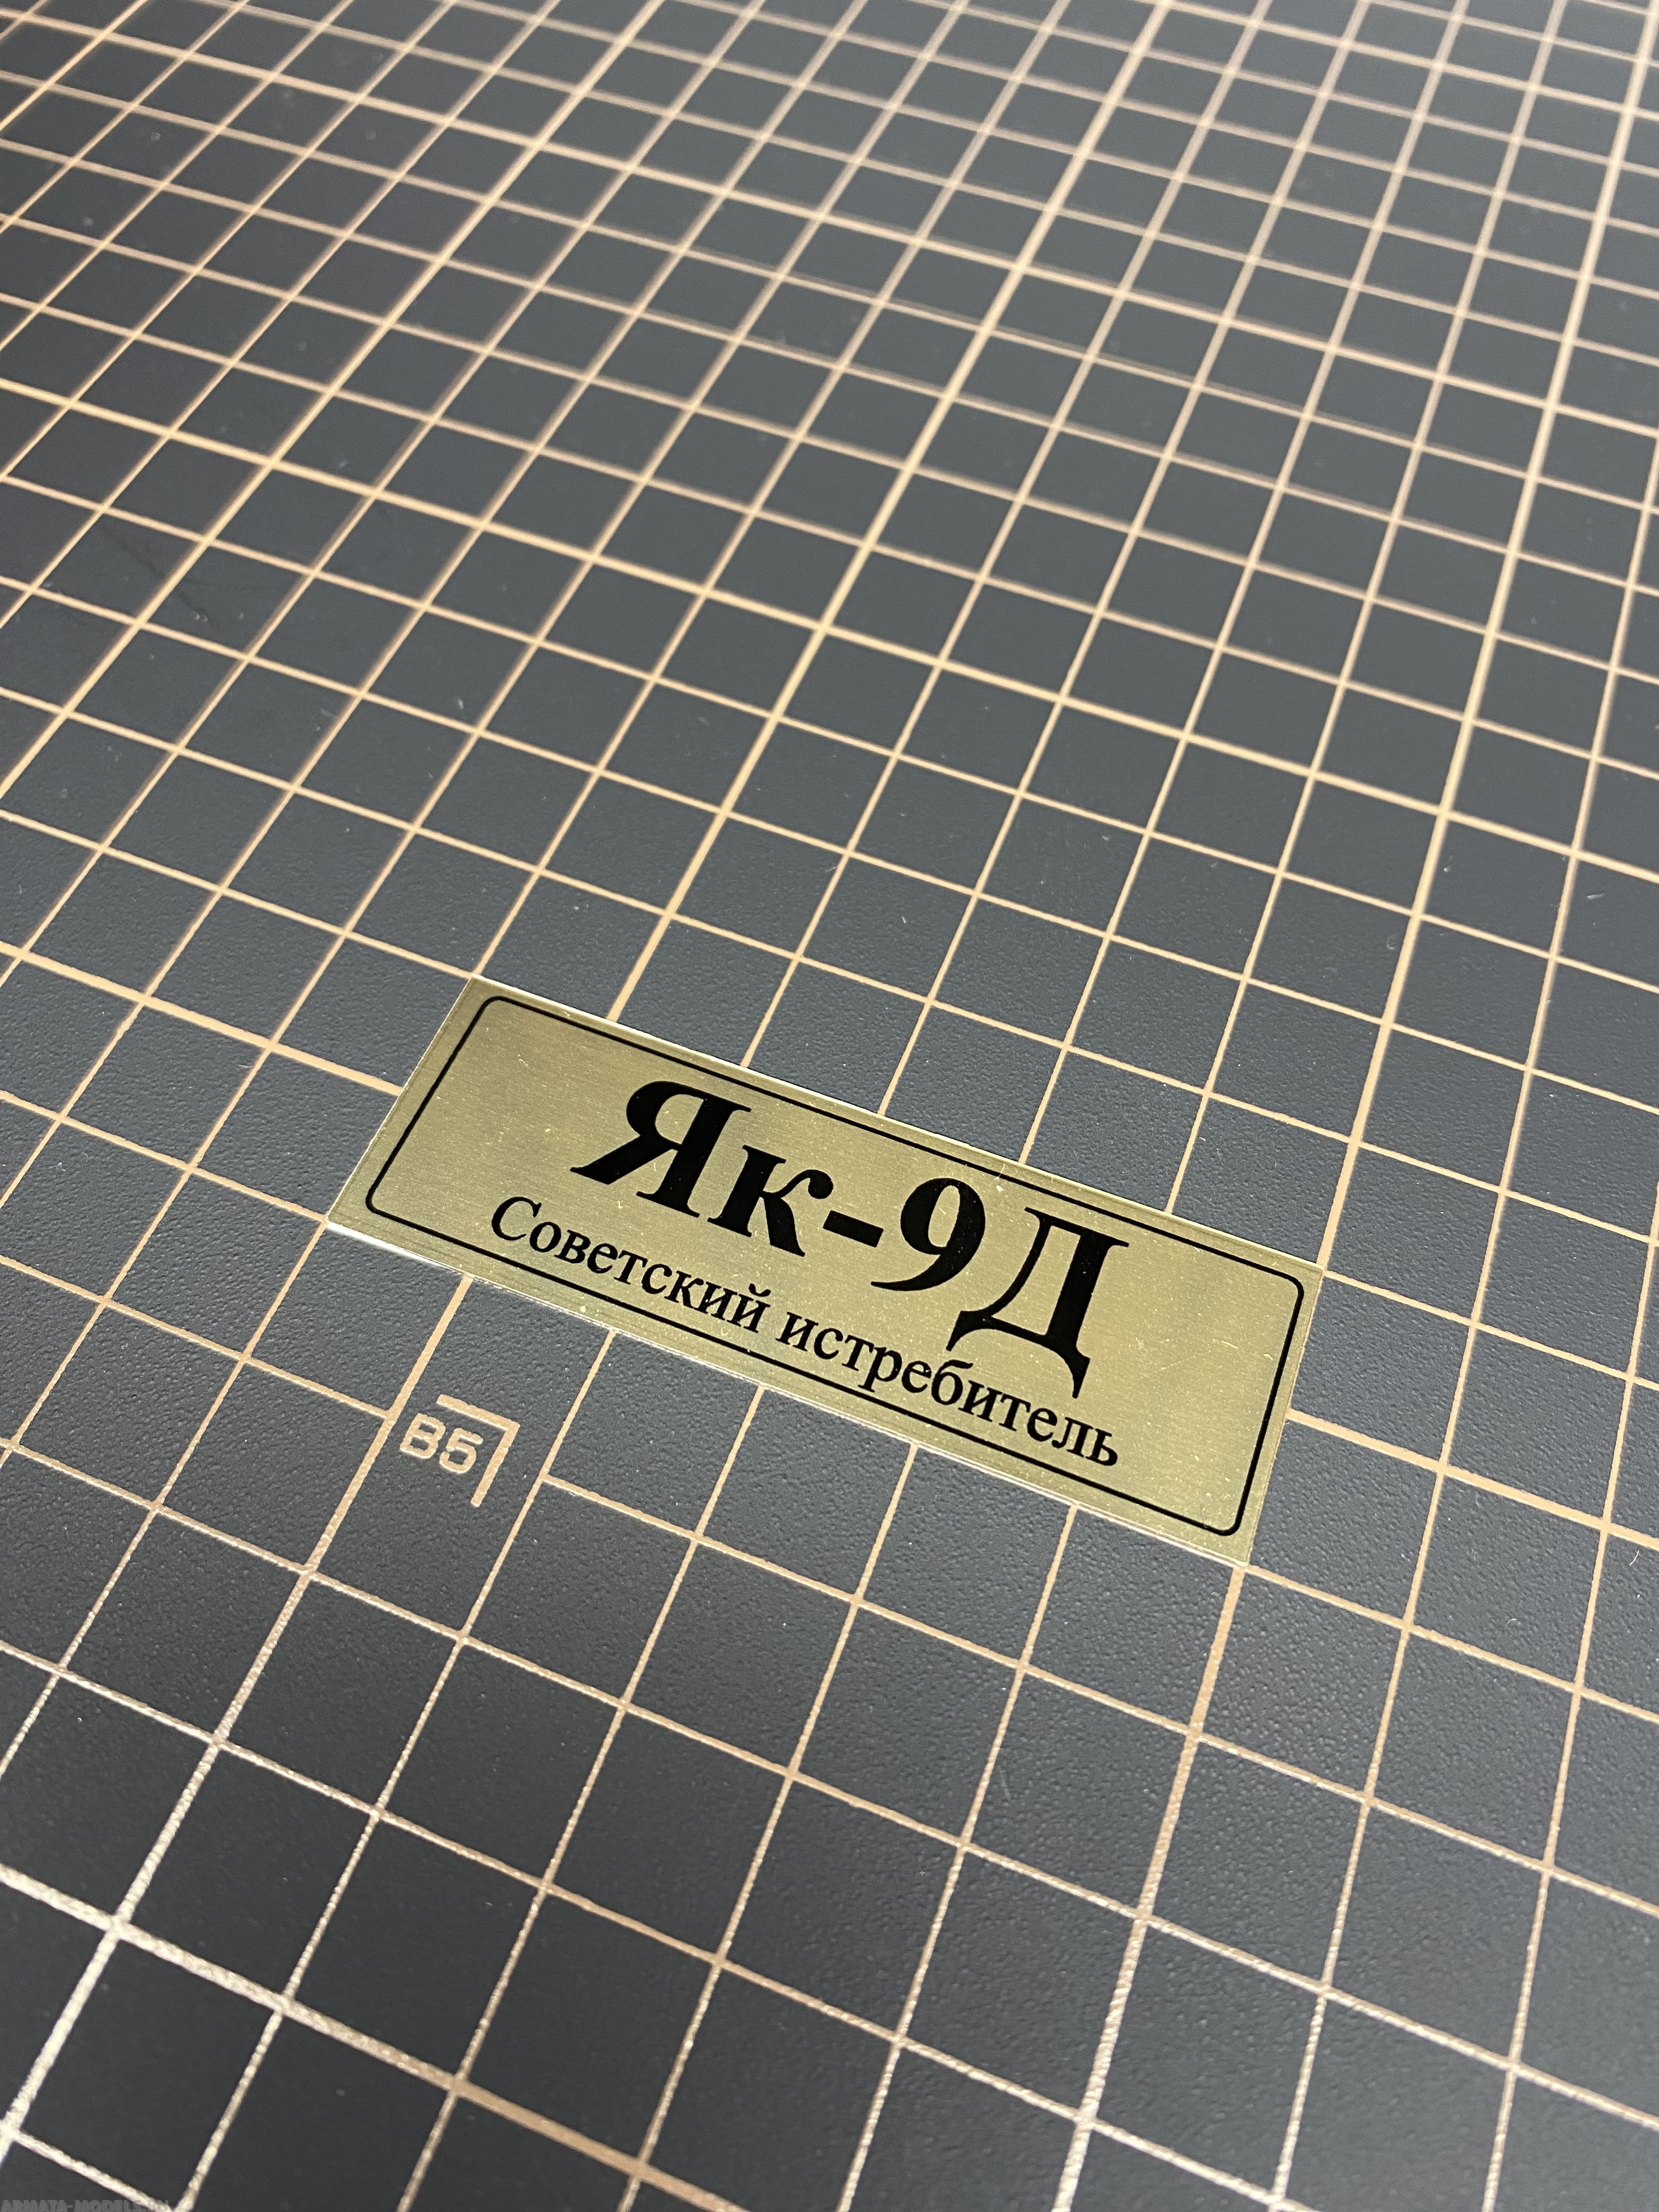 Як-9Д
Советский истребитель
B5